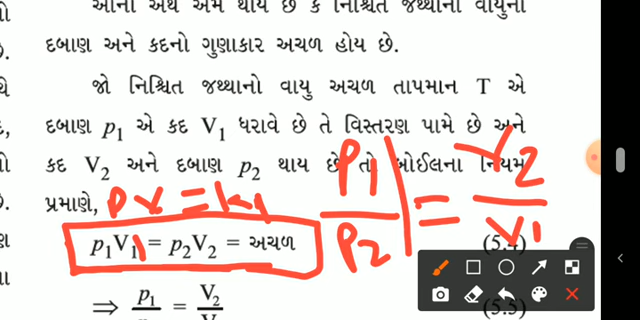 આનો અર્થ એમ થાય છે કે નિશ્ચિત જથ્થાના વાયુના
દબાણ અને કદનો ગુણાકાર અચળ હોય છે.
જો નિશ્ચિત જથ્થાનો વાયુ અચળ તાપમાન T એ
દબાણ p₁ એ કદ V₁ ધરાવે છે તે વિસ્તરણ પામે છે અને
કદ V₂ અને દબાણ p₂ થાય છે તો બોઈલના નિયમ
પ્રમાણે,
PV = k1
p₁V₁ = p₂V₂ = અચળ
P1/P2 = V2/V1
⇒ p₁/ = V₂/V
(5.5)